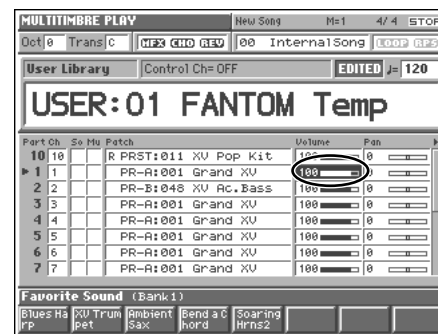 MULTITIMBRE PLAY New Song M=1 4/ 4 STOP
Oct 0 Trans C MFX CHO REV 00 InternalSong LOOP RPS
User Library Control Ch= OFF EDITED ♩= 120
USER:01 FANTOM Temp
Part Ch So Mu Patch Volume Pan
10 10 R PRST:011 XV Pop Kit 100 0
1 1 PR-A:001 Grand XV 100 0
2 2 PR-B:048 XV Ac.Bass 100 0
3 3 PR-A:001 Grand XV 100 0
4 4 PR-A:001 Grand XV 100 0
5 5 PR-A:001 Grand XV 100 0
6 6 PR-A:001 Grand XV 100 0
7 7 PR-A:001 Grand XV 100 0
Favorite Sound (Bank1)
Blues Ha XV Trum Ambient Bend a C Soaring
rp pet Sax hord Hrns2